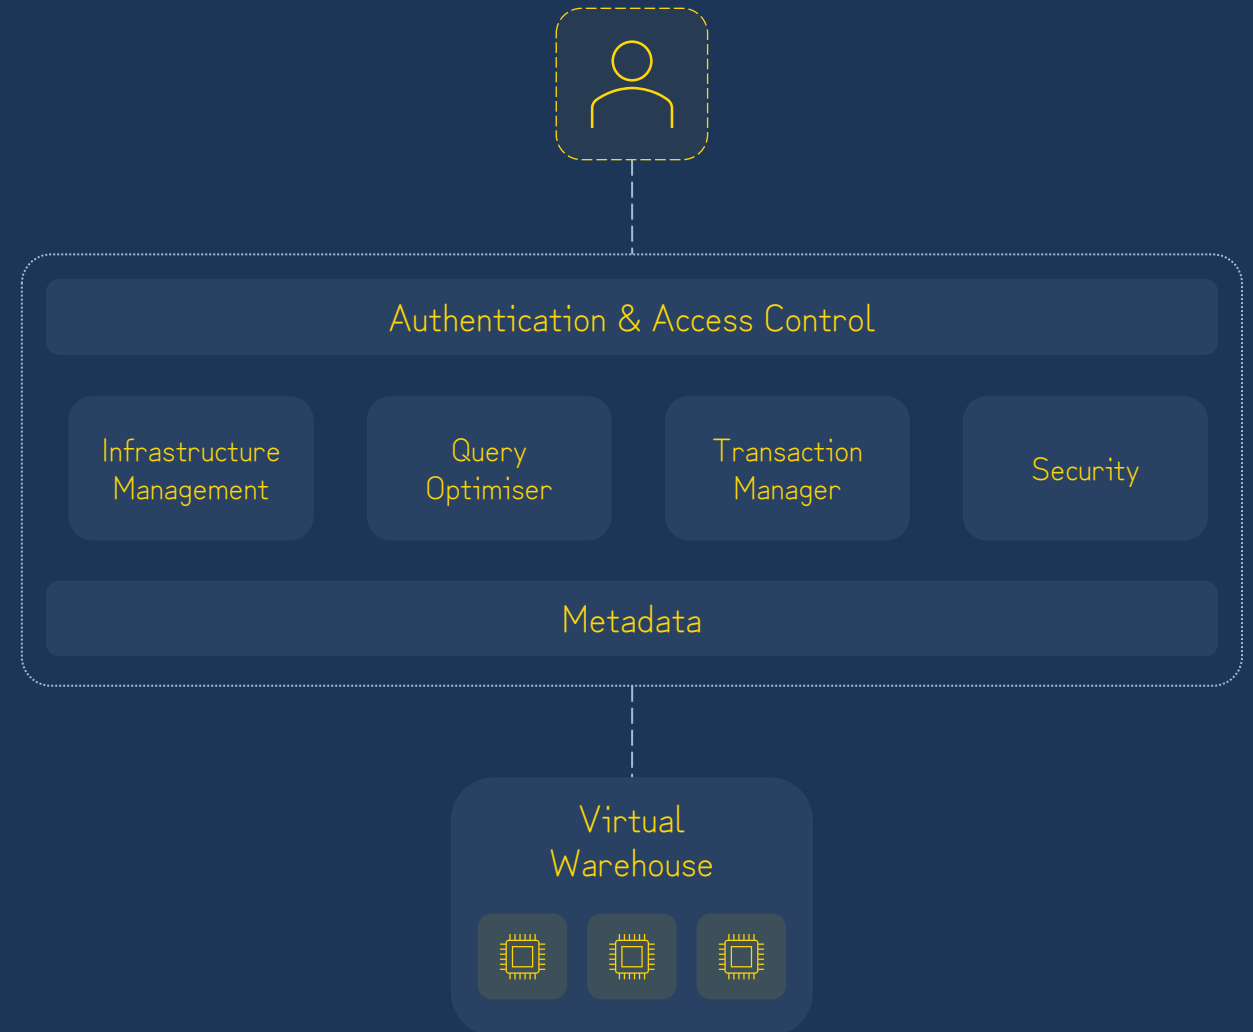 Authentication & Access Control
Infrastructure
Management
Query
Optimiser
Transaction
Manager
Security
Metadata
Virtual
Warehouse